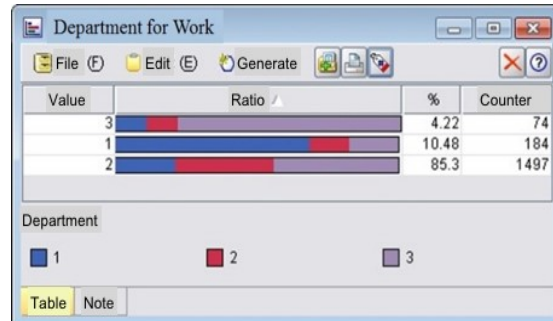 Department for Work
File (F) Edit (E) Generate
Value Ratio % Counter
3 4.22 74
1 10.48 184
2 85.3 1497
Department
1 2 3
Table Note